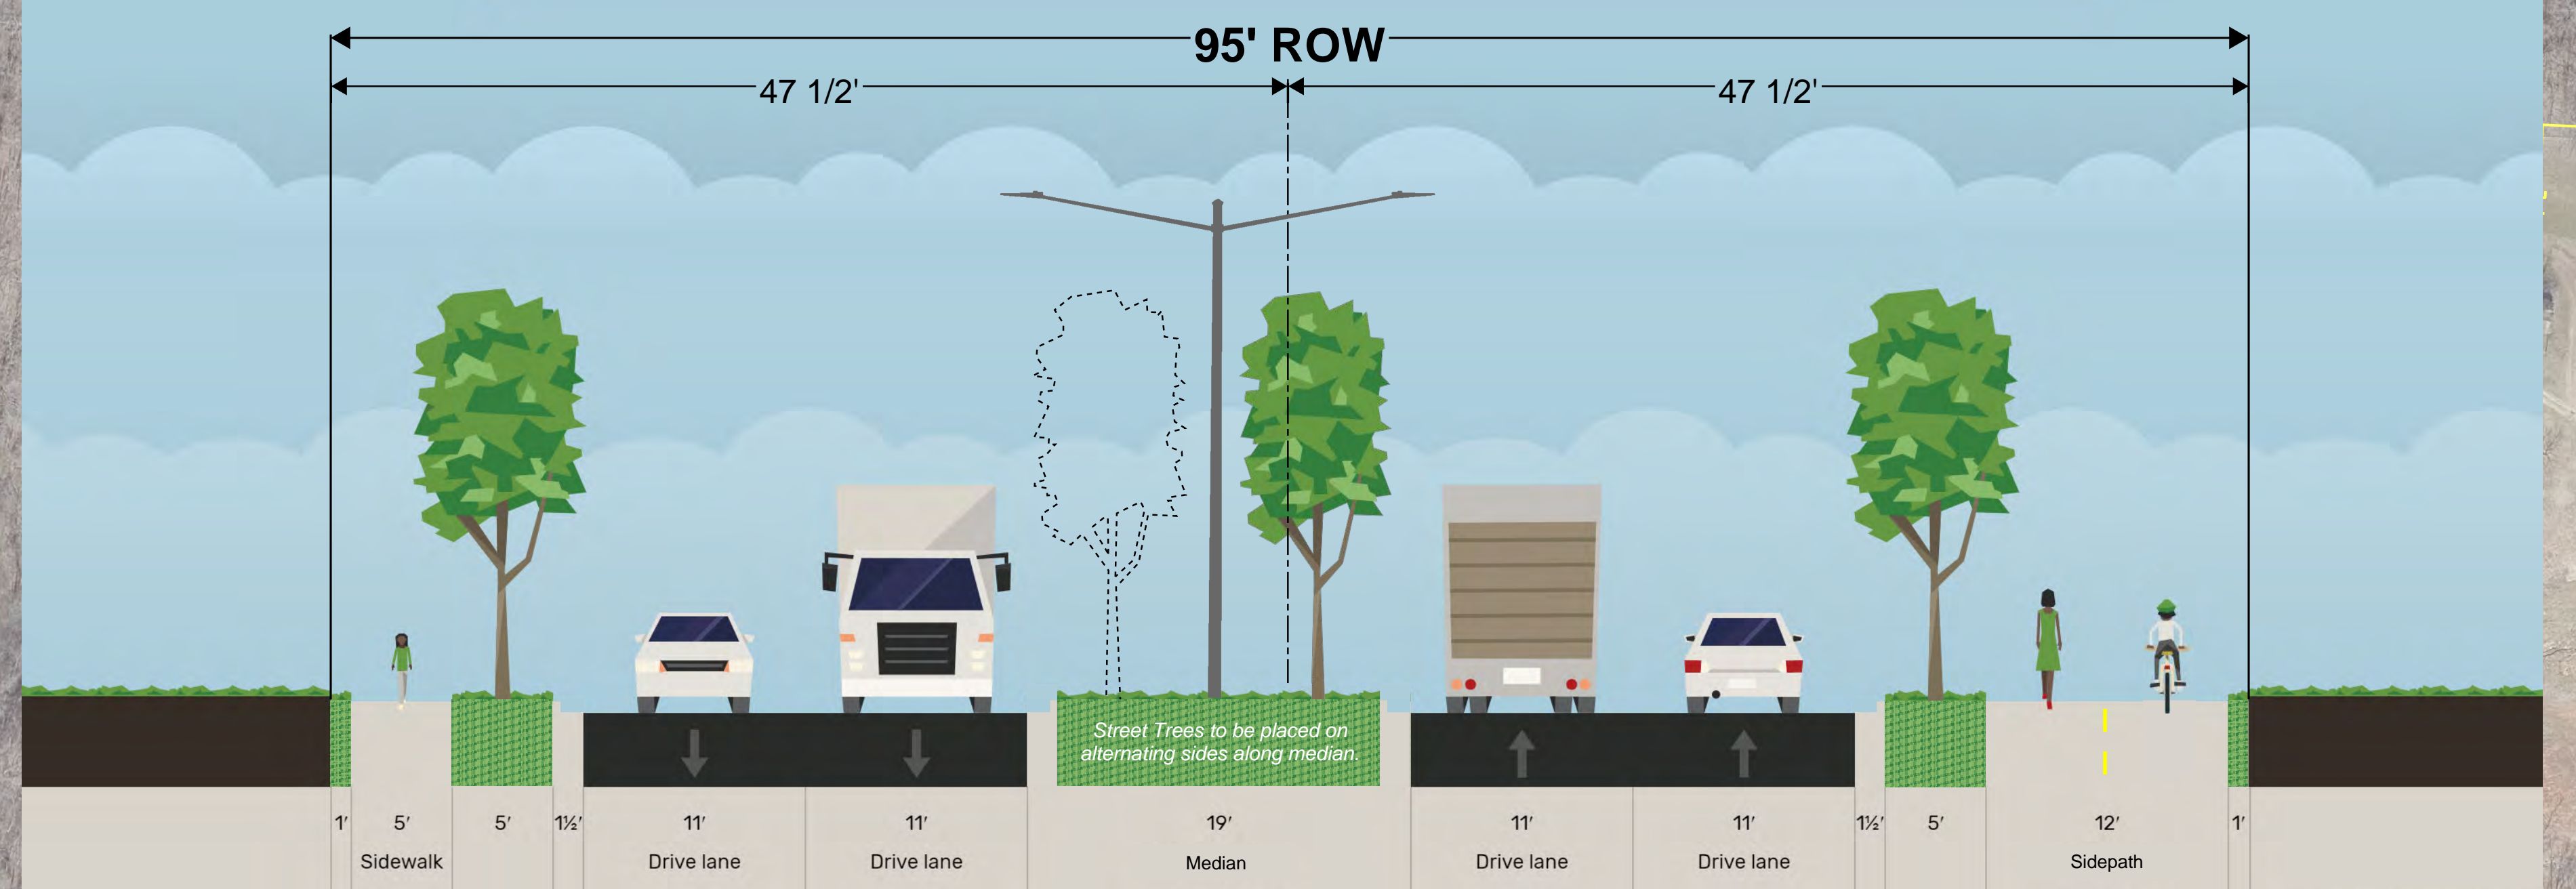 95' ROW
47 1/2' 47 1/2'
Street Trees to be placed on
alternating sides along median.
1' 5' 5' 1½' 11' 11' 19' 11' 11' 1½' 5' 12' 1'
Sidewalk Drive lane Drive lane Median Drive lane Drive lane Sidepath